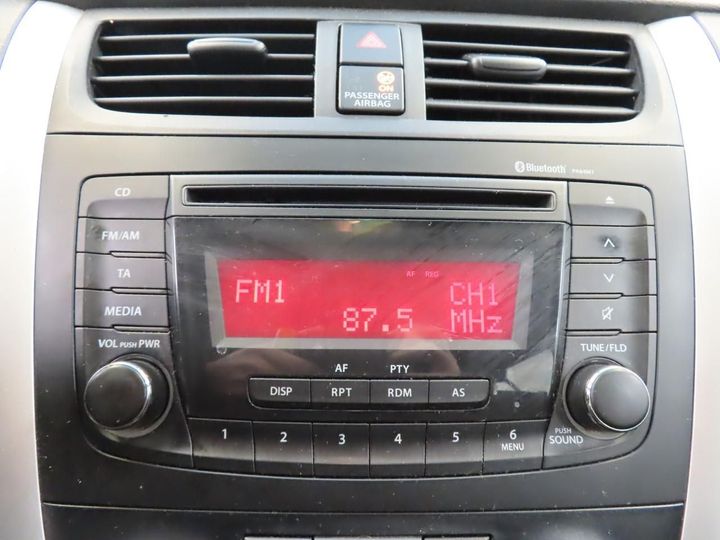 ON
PASSENGER
AIRBAG
Bluetooth
CD
FM/AM
TA
MEDIA
VOL PUSH PWR
AF REG
FM1 CH1
87.5 MHz
AF PTY
DISP RPT RDM AS
1 2 3 4 5 6
MENU
TUNE/FLD
PUSH
SOUND